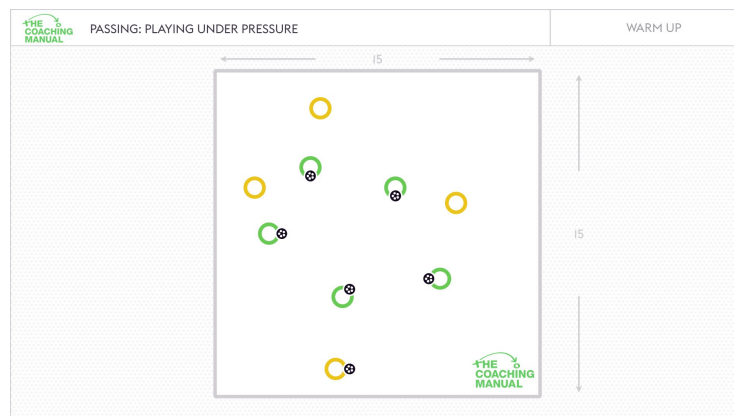 THE
COACHING
MANUAL
PASSING: PLAYING UNDER PRESSURE
WARM UP
15
15
THE
COACHING
MANUAL